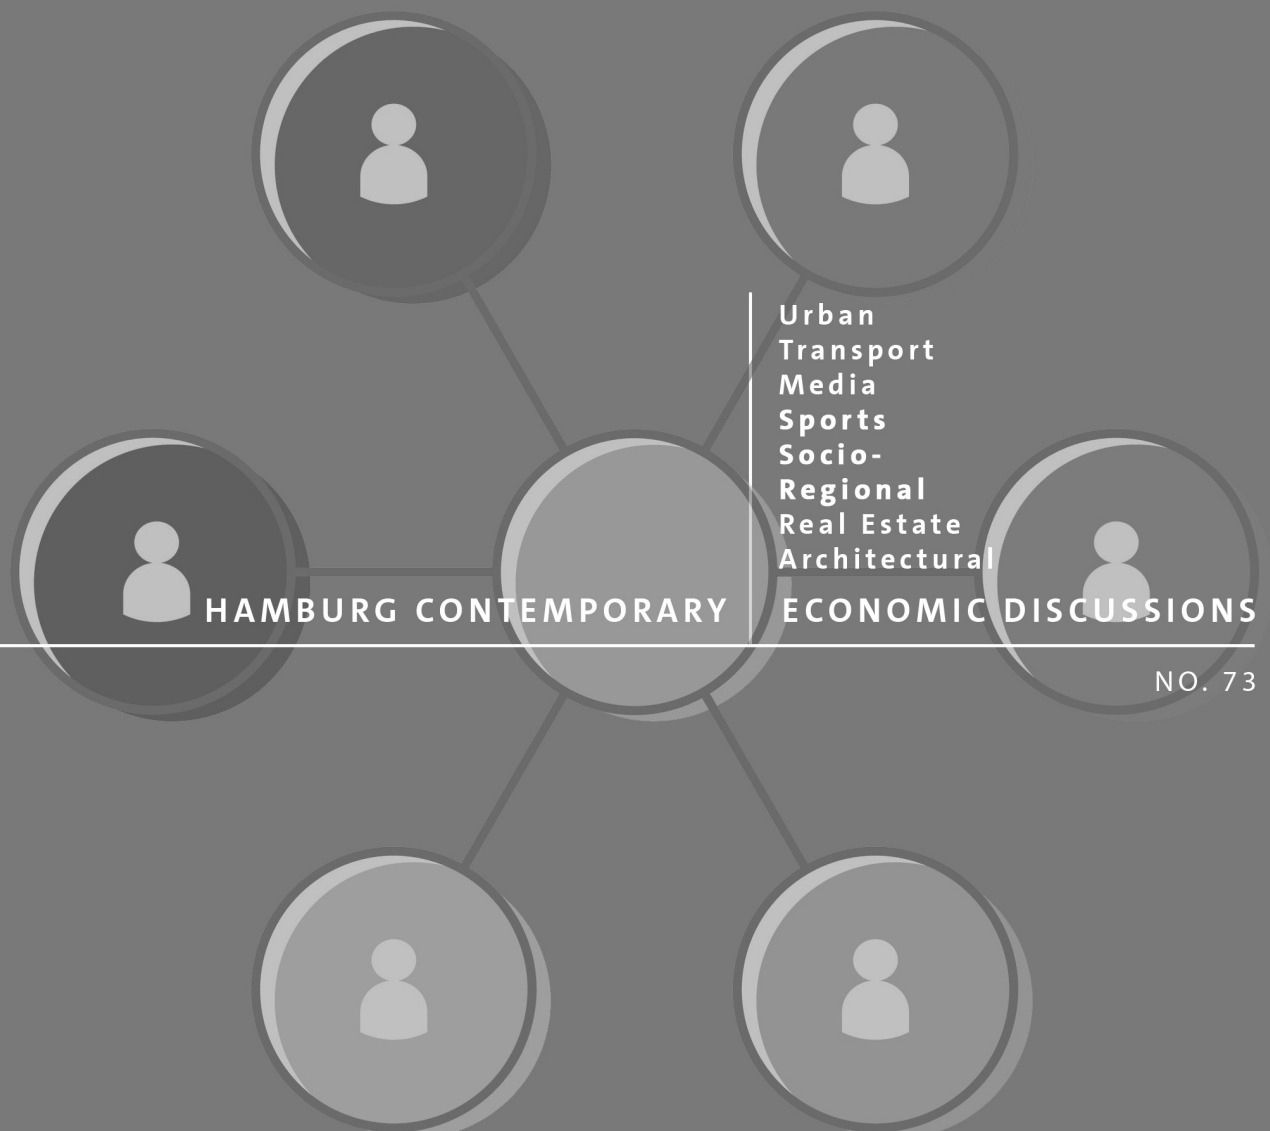 Urban
Transport
Media
Sports
Socio-
Regional
Real Estate
Architectural
HAMBURG CONTEMPORARY ECONOMIC DISCUSSIONS
NO. 73